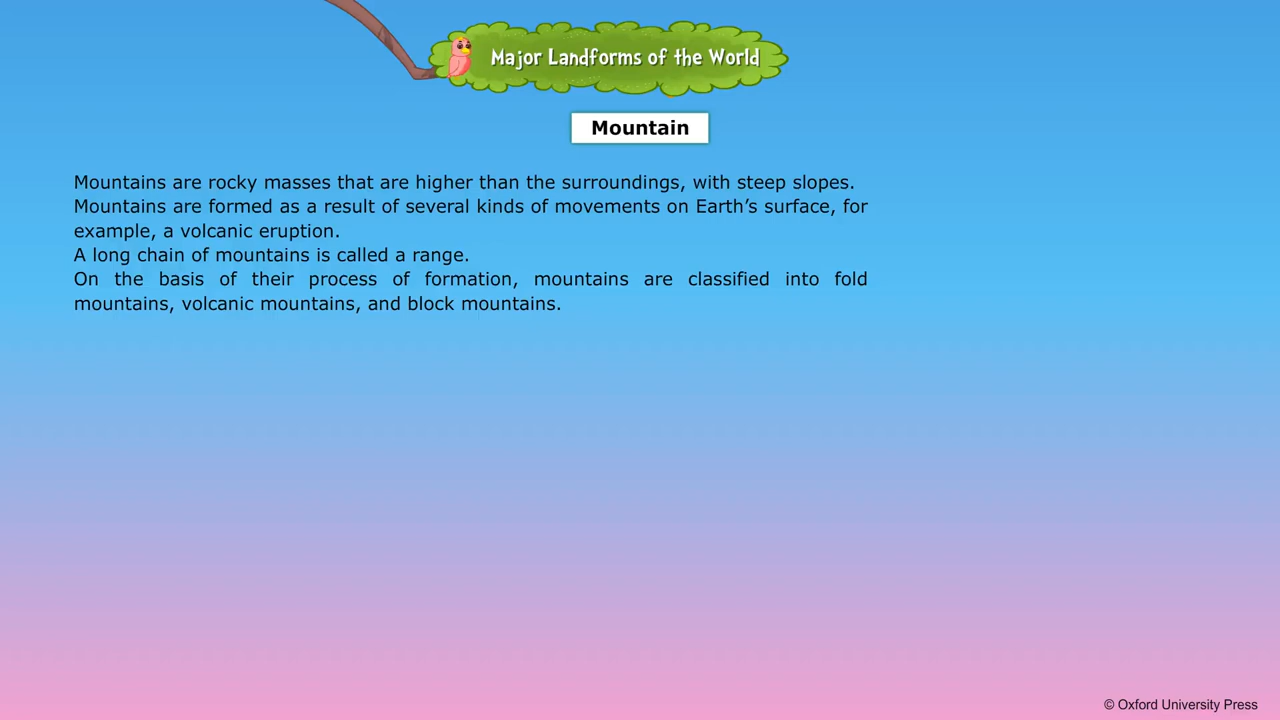 Major Landforms of the World
Mountain
Mountains are rocky masses that are higher than the surroundings, with steep slopes.
Mountains are formed as a result of several kinds of movements on Earth’s surface, for
example, a volcanic eruption.
A long chain of mountains is called a range.
On the basis of their process of formation, mountains are classified into fold
mountains, volcanic mountains, and block mountains.
© Oxford University Press